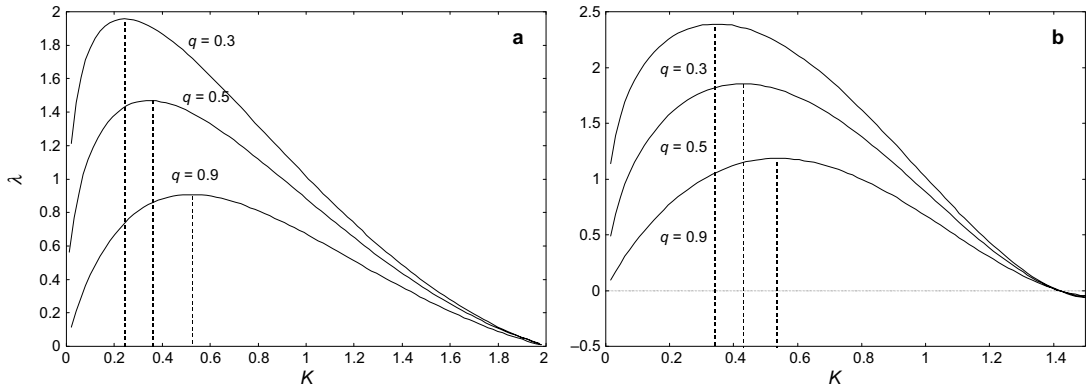 2
1.8
1.6
1.4
1.2
1
0.8
0.6
0.4
0.2
0
λ
q = 0.3
q = 0.5
q = 0.9
a
0 0.2 0.4 0.6 0.8 1 1.2 1.4 1.6 1.8 2
K
2.5
2
1.5
1
0.5
0
–0.5
q = 0.3
q = 0.5
q = 0.9
b
0 0.2 0.4 0.6 0.8 1 1.2 1.4
K